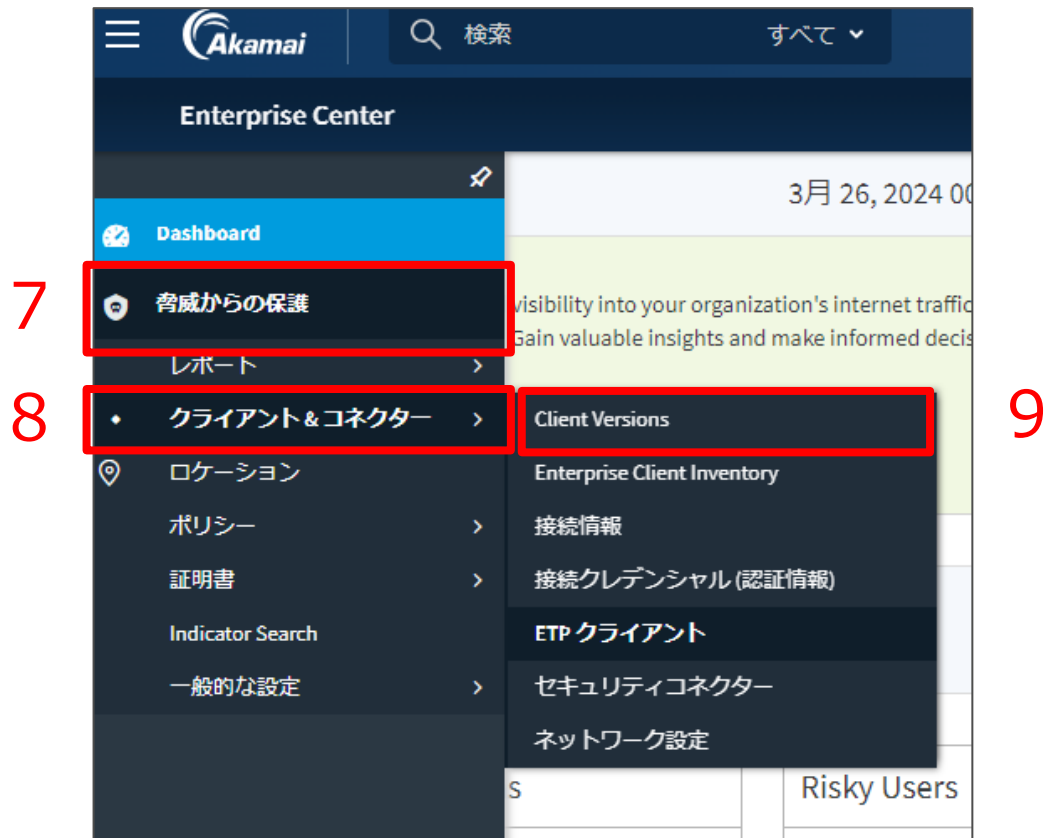 Akamai
検索
すべて
Enterprise Center
3月 26, 2024 00
Dashboard
7
脅威からの保護
visibility into your organization's internet traffic
Gain valuable insights and make informed decis
レポート
8
クライアント&コネクター
Client Versions
9
ロケーション
Enterprise Client Inventory
ポリシー
接続情報
証明書
接続クレデンシャル (認証情報)
Indicator Search
ETP クライアント
一般的な設定
セキュリティコネクター
ネットワーク設定
s
Risky Users